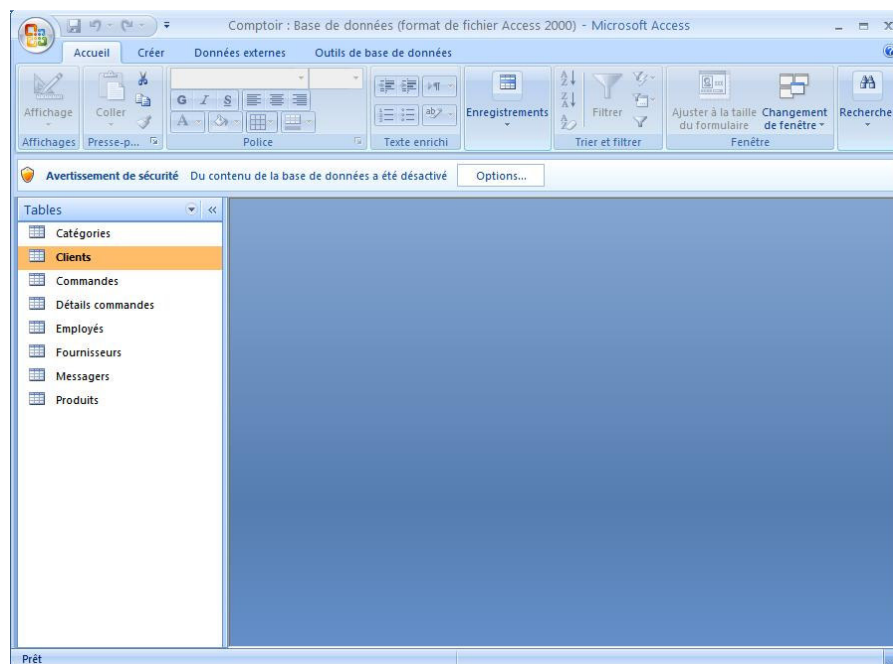 Comptoir : Base de données (format de fichier Access 2000) - Microsoft Access
Accueil Créer Données externes Outils de base de données
Affichage
Coller
G I S
A
ab
Enregistrements
Filtrer
Ajuster à la taille du formulaire
Changement de fenêtre
Recherche
Affichages Presse-p... Police Texte enrichi Trier et filtrer Fenêtre
Avertissement de sécurité Du contenu de la base de données a été désactivé Options...
Tables
Catégories
Clients
Commandes
Détails commandes
Employés
Fournisseurs
Messagers
Produits
Prêt